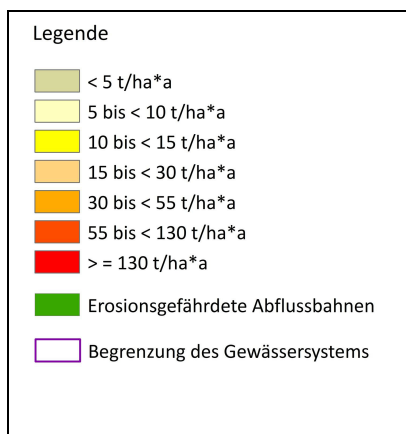 Legende
< 5 t/ha*a
5 bis < 10 t/ha*a
10 bis < 15 t/ha*a
15 bis < 30 t/ha*a
30 bis < 55 t/ha*a
55 bis < 130 t/ha*a
> = 130 t/ha*a
Erosionsgefährdete Abflussbahnen
Begrenzung des Gewässersystems